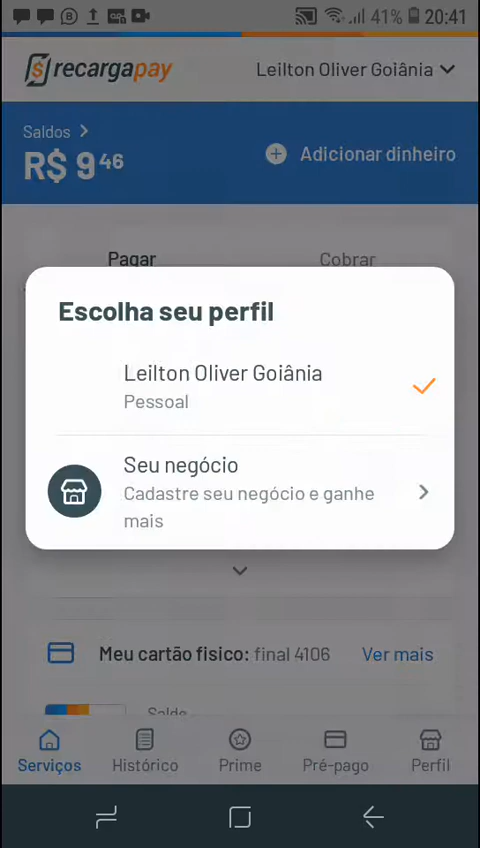 41% 20:41
recargapay
Leilton Oliver Goiânia
Saldos
R$ 9 46
Adicionar dinheiro
Pagar
Cobrar
Escolha seu perfil
Leilton Oliver Goiânia
Pessoal
Seu negócio
Cadastre seu negócio e ganhe
mais
Meu cartão fisico: final 4106
Ver mais
Saldo
Serviços
Histórico
Prime
Pré-pago
Perfil